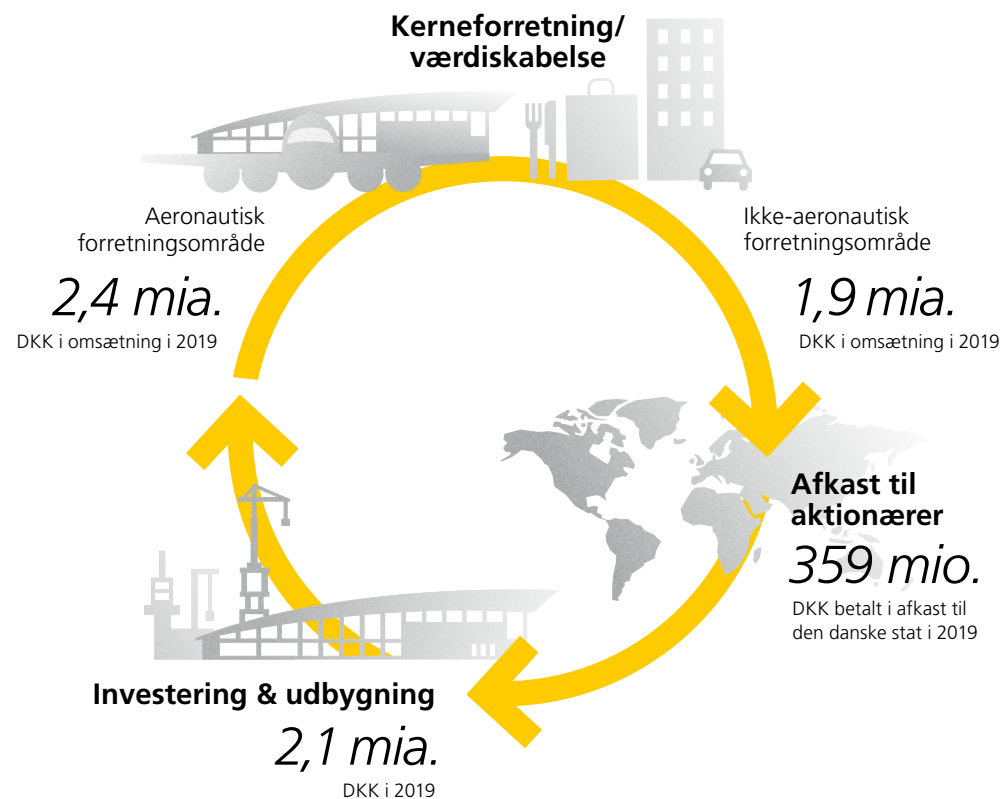 Kerneforretning/
værdiskabelse
Aeronautisk
forretningsområde
2,4 mia.
DKK i omsætning i 2019
Ikke-aeronautisk
forretningsområde
1,9 mia.
DKK i omsætning i 2019
Afkast til
aktionærer
359 mio.
DKK betalt i afkast til
den danske stat i 2019
Investering & udbygning
2,1 mia.
DKK i 2019